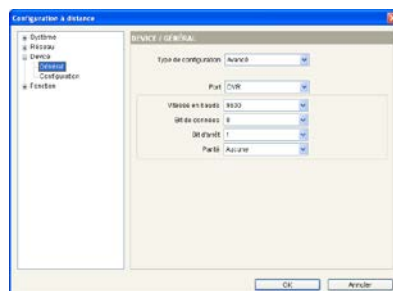 Configuration à distance
Système
Réseau
Device
Général
Configuration
Fonction
DEVICE / GÉNÉRAL
Type de configuration Avancé
Port DVR
Vitesse en bauds 9600
Bit de données 8
Bit d'arrêt 1
Parité Aucune
OK Annuler